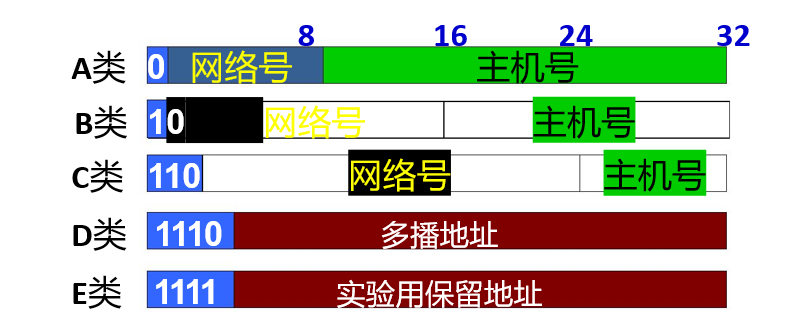 8 16 24 32
A类 0 网络号 主机号
B类 10 网络号 主机号
C类 110 网络号 主机号
D类 1110 多播地址
E类 1111 实验用保留地址